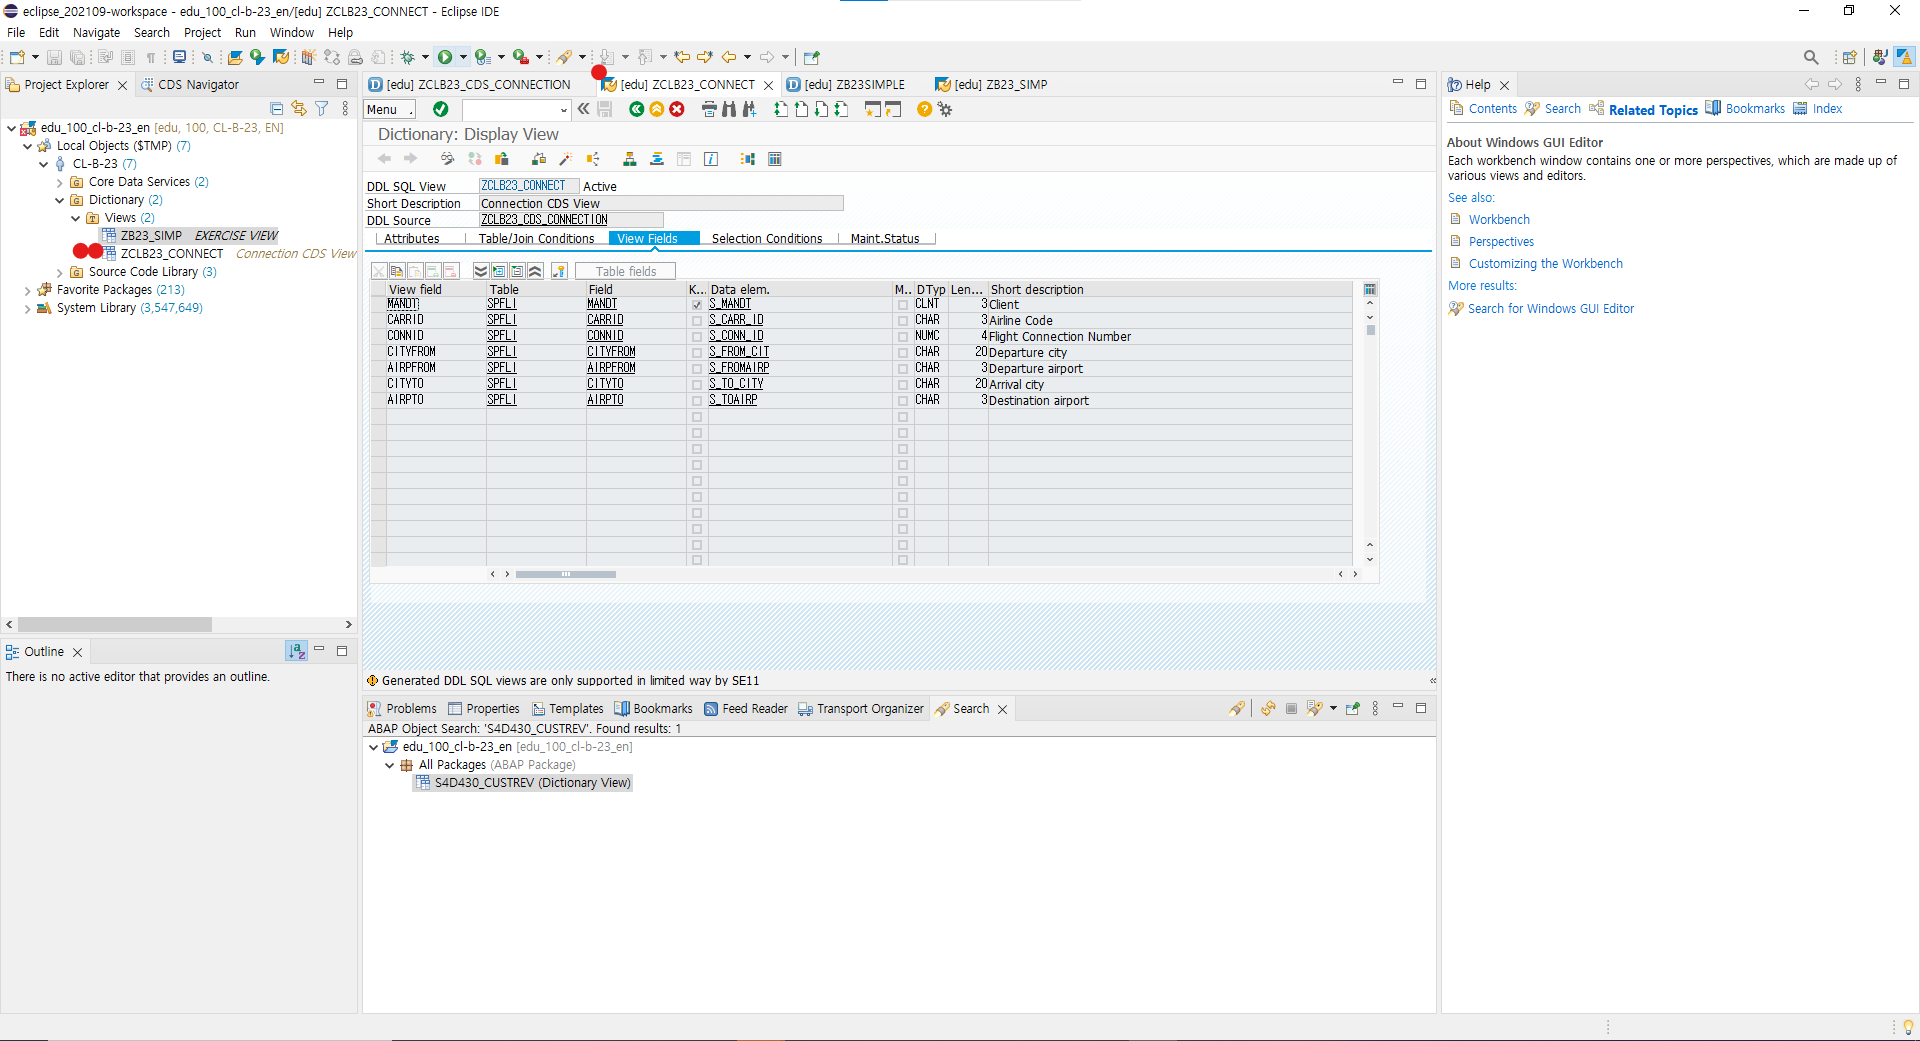 eclipse_202109-workspace - edu_100_cl-b-23_en/[edu] ZCLB23_CONNECT - Eclipse IDE
File Edit Navigate Search Project Run Window Help
Project Explorer CDS Navigator
edu_100_cl-b-23_en [edu, 100, CL-B-23, EN]
Local Objects ($TMP) (7)
CL-B-23 (7)
Core Data Services (2)
Dictionary (2)
Views (2)
ZB23_SIMP EXERCISE VIEW
ZCLB23_CONNECT Connection CDS View
Source Code Library (3)
Favorite Packages (213)
System Library (3,547,649)
Outline
There is no active editor that provides an outline.
[edu] ZCLB23_CDS_CONNECTION [edu] ZCLB23_CONNECT [edu] ZB23SIMPLE [edu] ZB23_SIMP
Menu
Dictionary: Display View
DDL SQL View ZCLB23_CONNECT Active
Short Description Connection CDS View
DDL Source ZCLB23_CDS_CONNECTION
Attributes Table/Join Conditions View Fields Selection Conditions Maint.Status
Table fields
View field Table Field K... Data elem. M.. DTyp Len... Short description
MANDT SPFLI MANDT S_MANDT CLNT 3 Client
CARRID SPFLI CARRID S_CARR_ID CHAR 3 Airline Code
CONNID SPFLI CONNID S_CONN_ID NUMC 4 Flight Connection Number
CITYFROM SPFLI CITYFROM S_FROM_CIT CHAR 20 Departure city
AIRPFROM SPFLI AIRPFROM S_FROMAIRP CHAR 3 Departure airport
CITYTO SPFLI CITYTO S_TO_CITY CHAR 20 Arrival city
AIRPTO SPFLI AIRPTO S_TOAIRP CHAR 3 Destination airport
Generated DDL SQL views are only supported in limited way by SE11
Problems Properties Templates Bookmarks Feed Reader Transport Organizer Search
ABAP Object Search: 'S4D430_CUSTREV'. Found results: 1
edu_100_cl-b-23_en [edu_100_cl-b-23_en]
All Packages (ABAP Package)
S4D430_CUSTREV (Dictionary View)
Help
Contents Search Related Topics Bookmarks Index
About Windows GUI Editor
Each workbench window contains one or more perspectives, which are made up of
various views and editors.
See also:
Workbench
Perspectives
Customizing the Workbench
More results:
Search for Windows GUI Editor